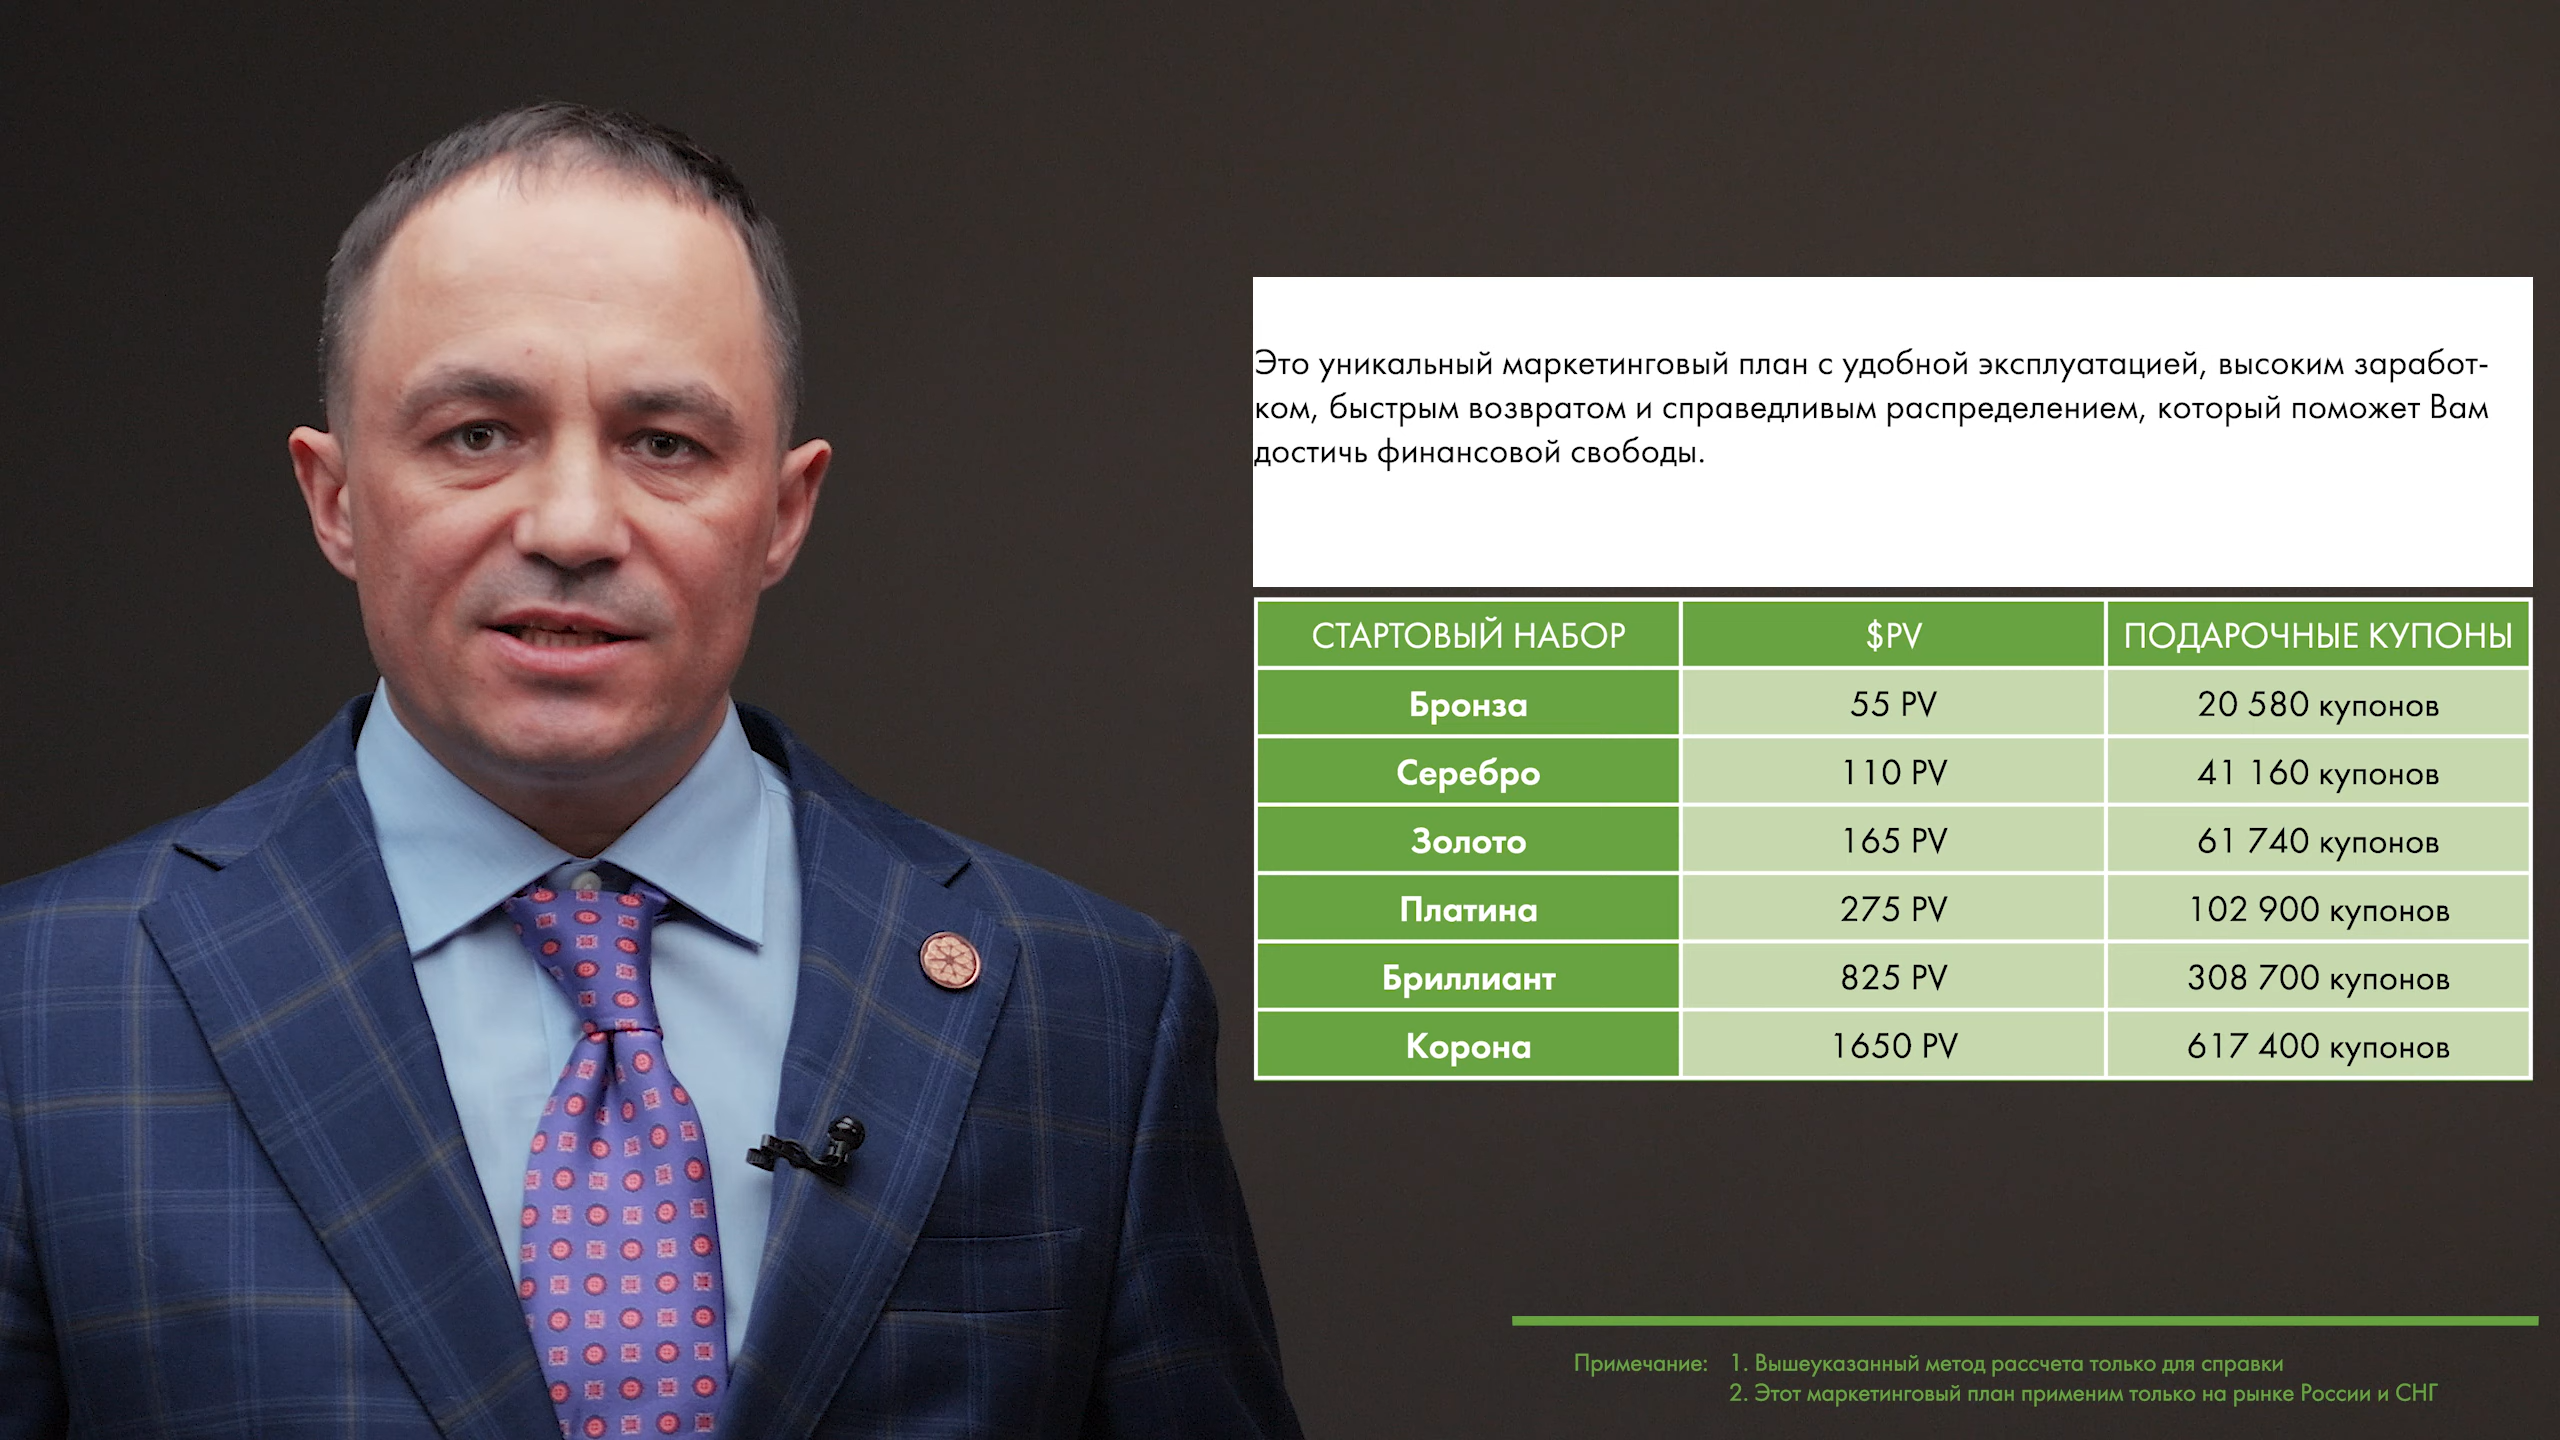 Это уникальный маркетинговый план с удобной эксплуатацией, высоким заработ-
ком, быстрым возвратом и справедливым распределением, который поможет Вам
достичь финансовой свободы.
СТАРТОВЫЙ НАБОР $PV ПОДАРОЧНЫЕ КУПОНЫ
Бронза 55 PV 20 580 купонов
Серебро 110 PV 41 160 купонов
Золото 165 PV 61 740 купонов
Платина 275 PV 102 900 купонов
Бриллиант 825 PV 308 700 купонов
Корона 1650 PV 617 400 купонов
Примечание: 1. Вышеуказанный метод рассчета только для справки
2. Этот маркетинговый план применим только на рынке России и СНГ